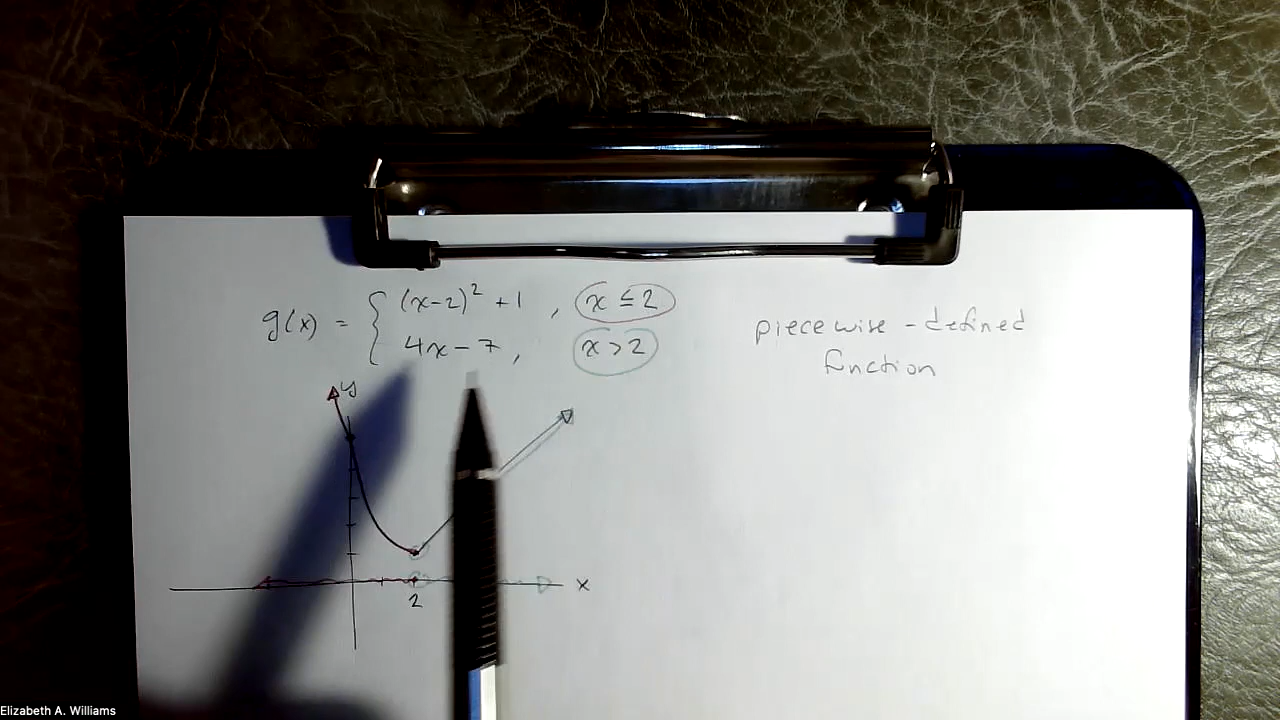 g(x) = { (x-2)² + 1 , x ≤ 2
4x - 7 , x > 2
piecewise-defined
function
y
x
2
Elizabeth A. Williams